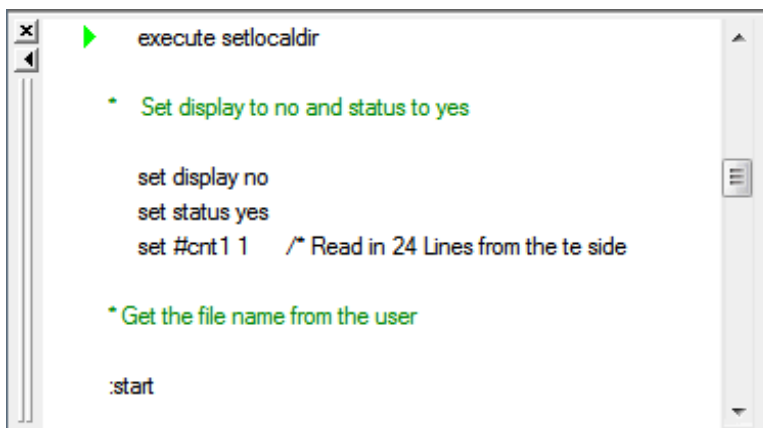 execute setlocaldir
* Set display to no and status to yes
set display no
set status yes
set #cnt1 1 /* Read in 24 Lines from the te side
* Get the file name from the user
:start